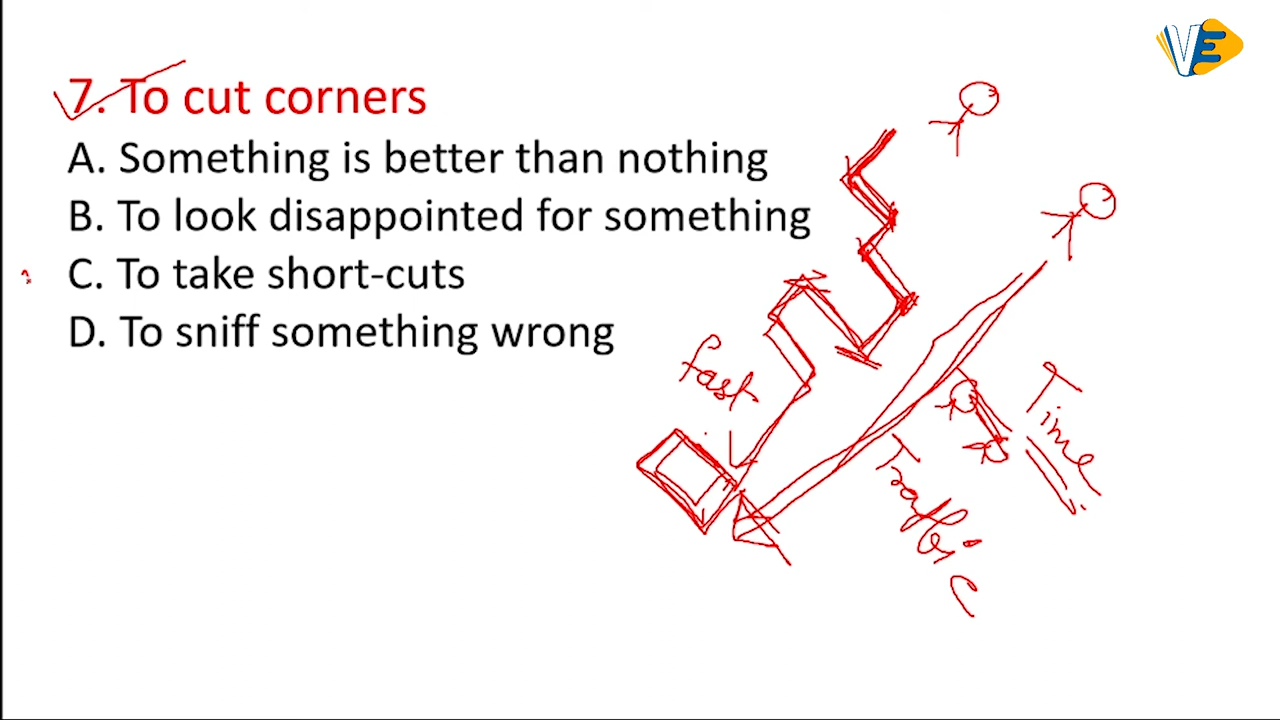 VE
7. To cut corners
A. Something is better than nothing
B. To look disappointed for something
C. To take short-cuts
D. To sniff something wrong
fast
Time
Traffic